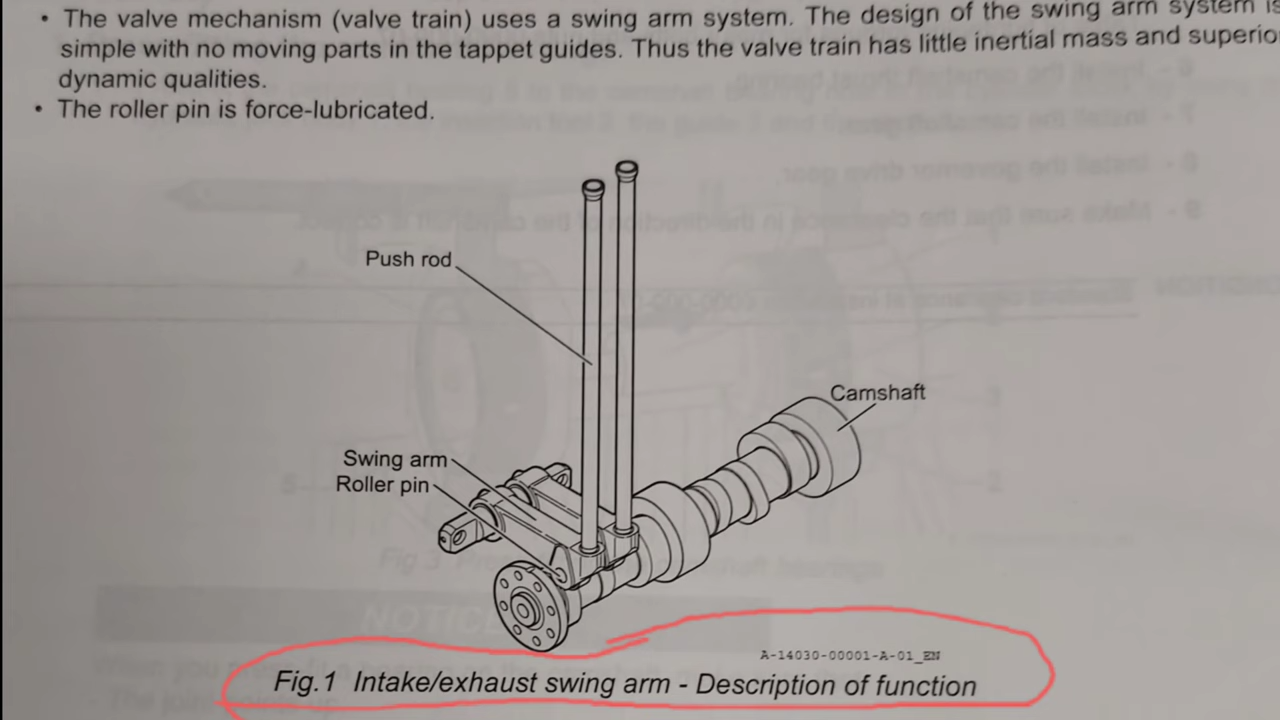 • The valve mechanism (valve train) uses a swing arm system. The design of the swing arm system is
simple with no moving parts in the tappet guides. Thus the valve train has little inertial mass and superio
dynamic qualities.
• The roller pin is force-lubricated.
Push rod
Camshaft
Swing arm
Roller pin
NOTICE
A-14030-00001-A-01_EN
Fig.1 Intake/exhaust swing arm - Description of function